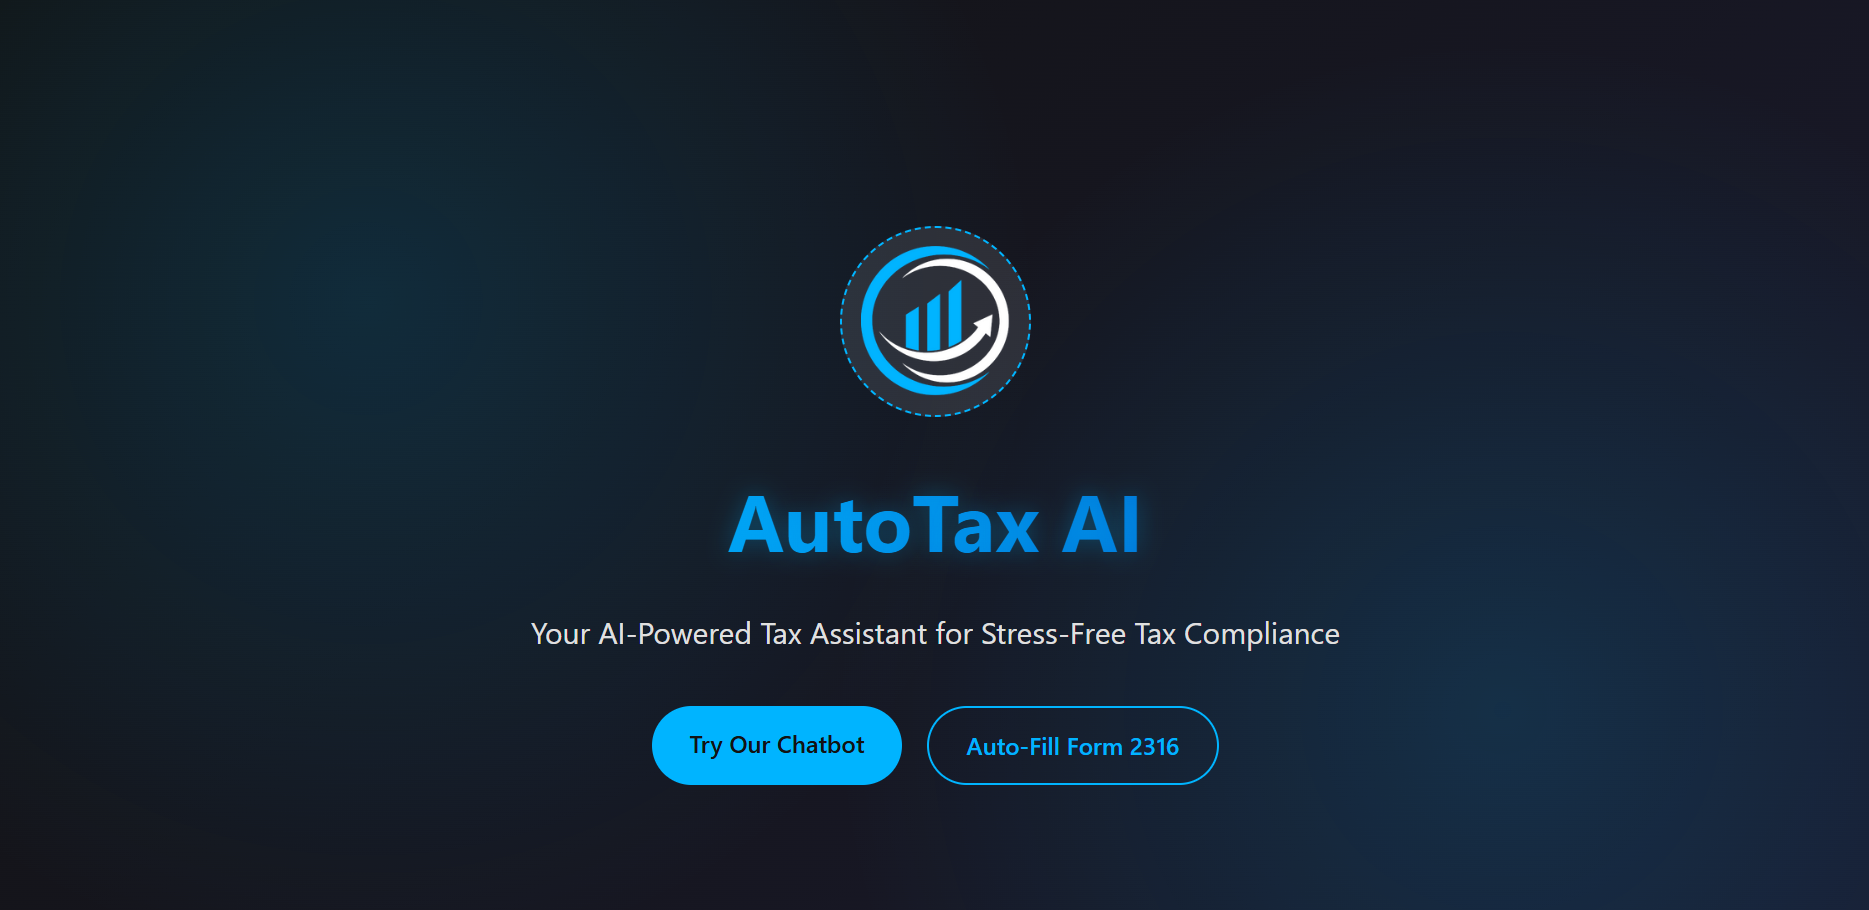 AutoTax AI
Your AI-Powered Tax Assistant for Stress-Free Tax Compliance
Try Our Chatbot
Auto-Fill Form 2316